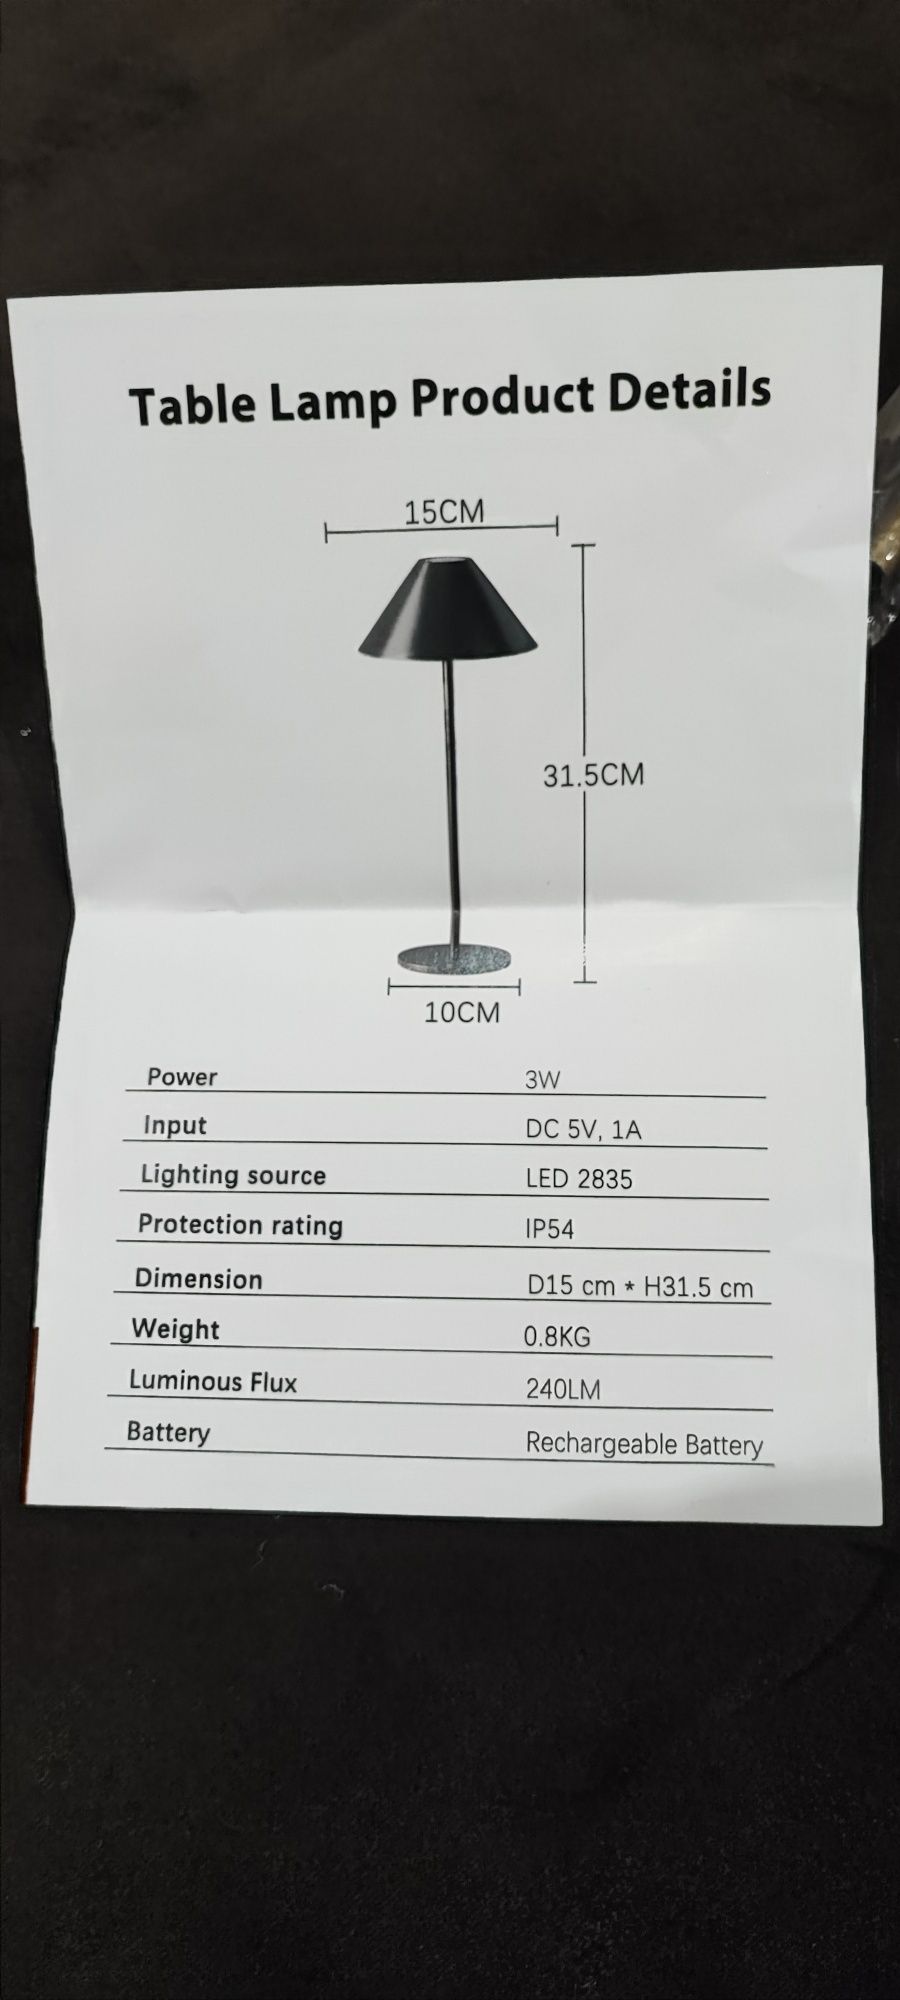 Table Lamp Product Details
15CM
31.5CM
10CM
Power 3W
Input DC 5V, 1A
Lighting source LED 2835
Protection rating IP54
Dimension D15 cm * H31.5 cm
Weight 0.8KG
Luminous Flux 240LM
Battery Rechargeable Battery